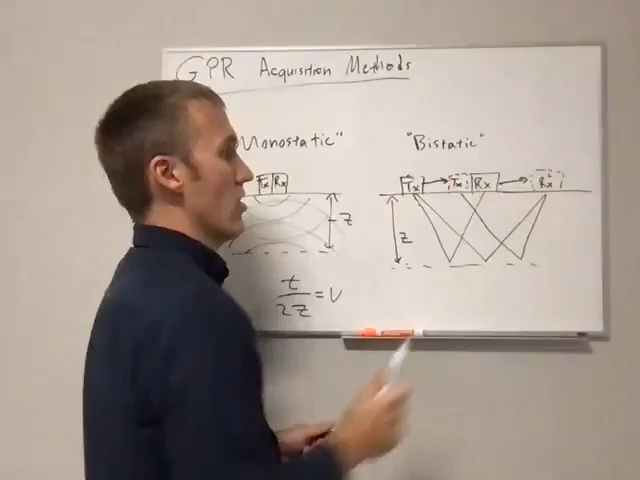 GPR Acquisition Methods
Monostatic"
"Bistatic"
Tx Rx
Tx Tx Rx Rx
z
z
t
2z
= V